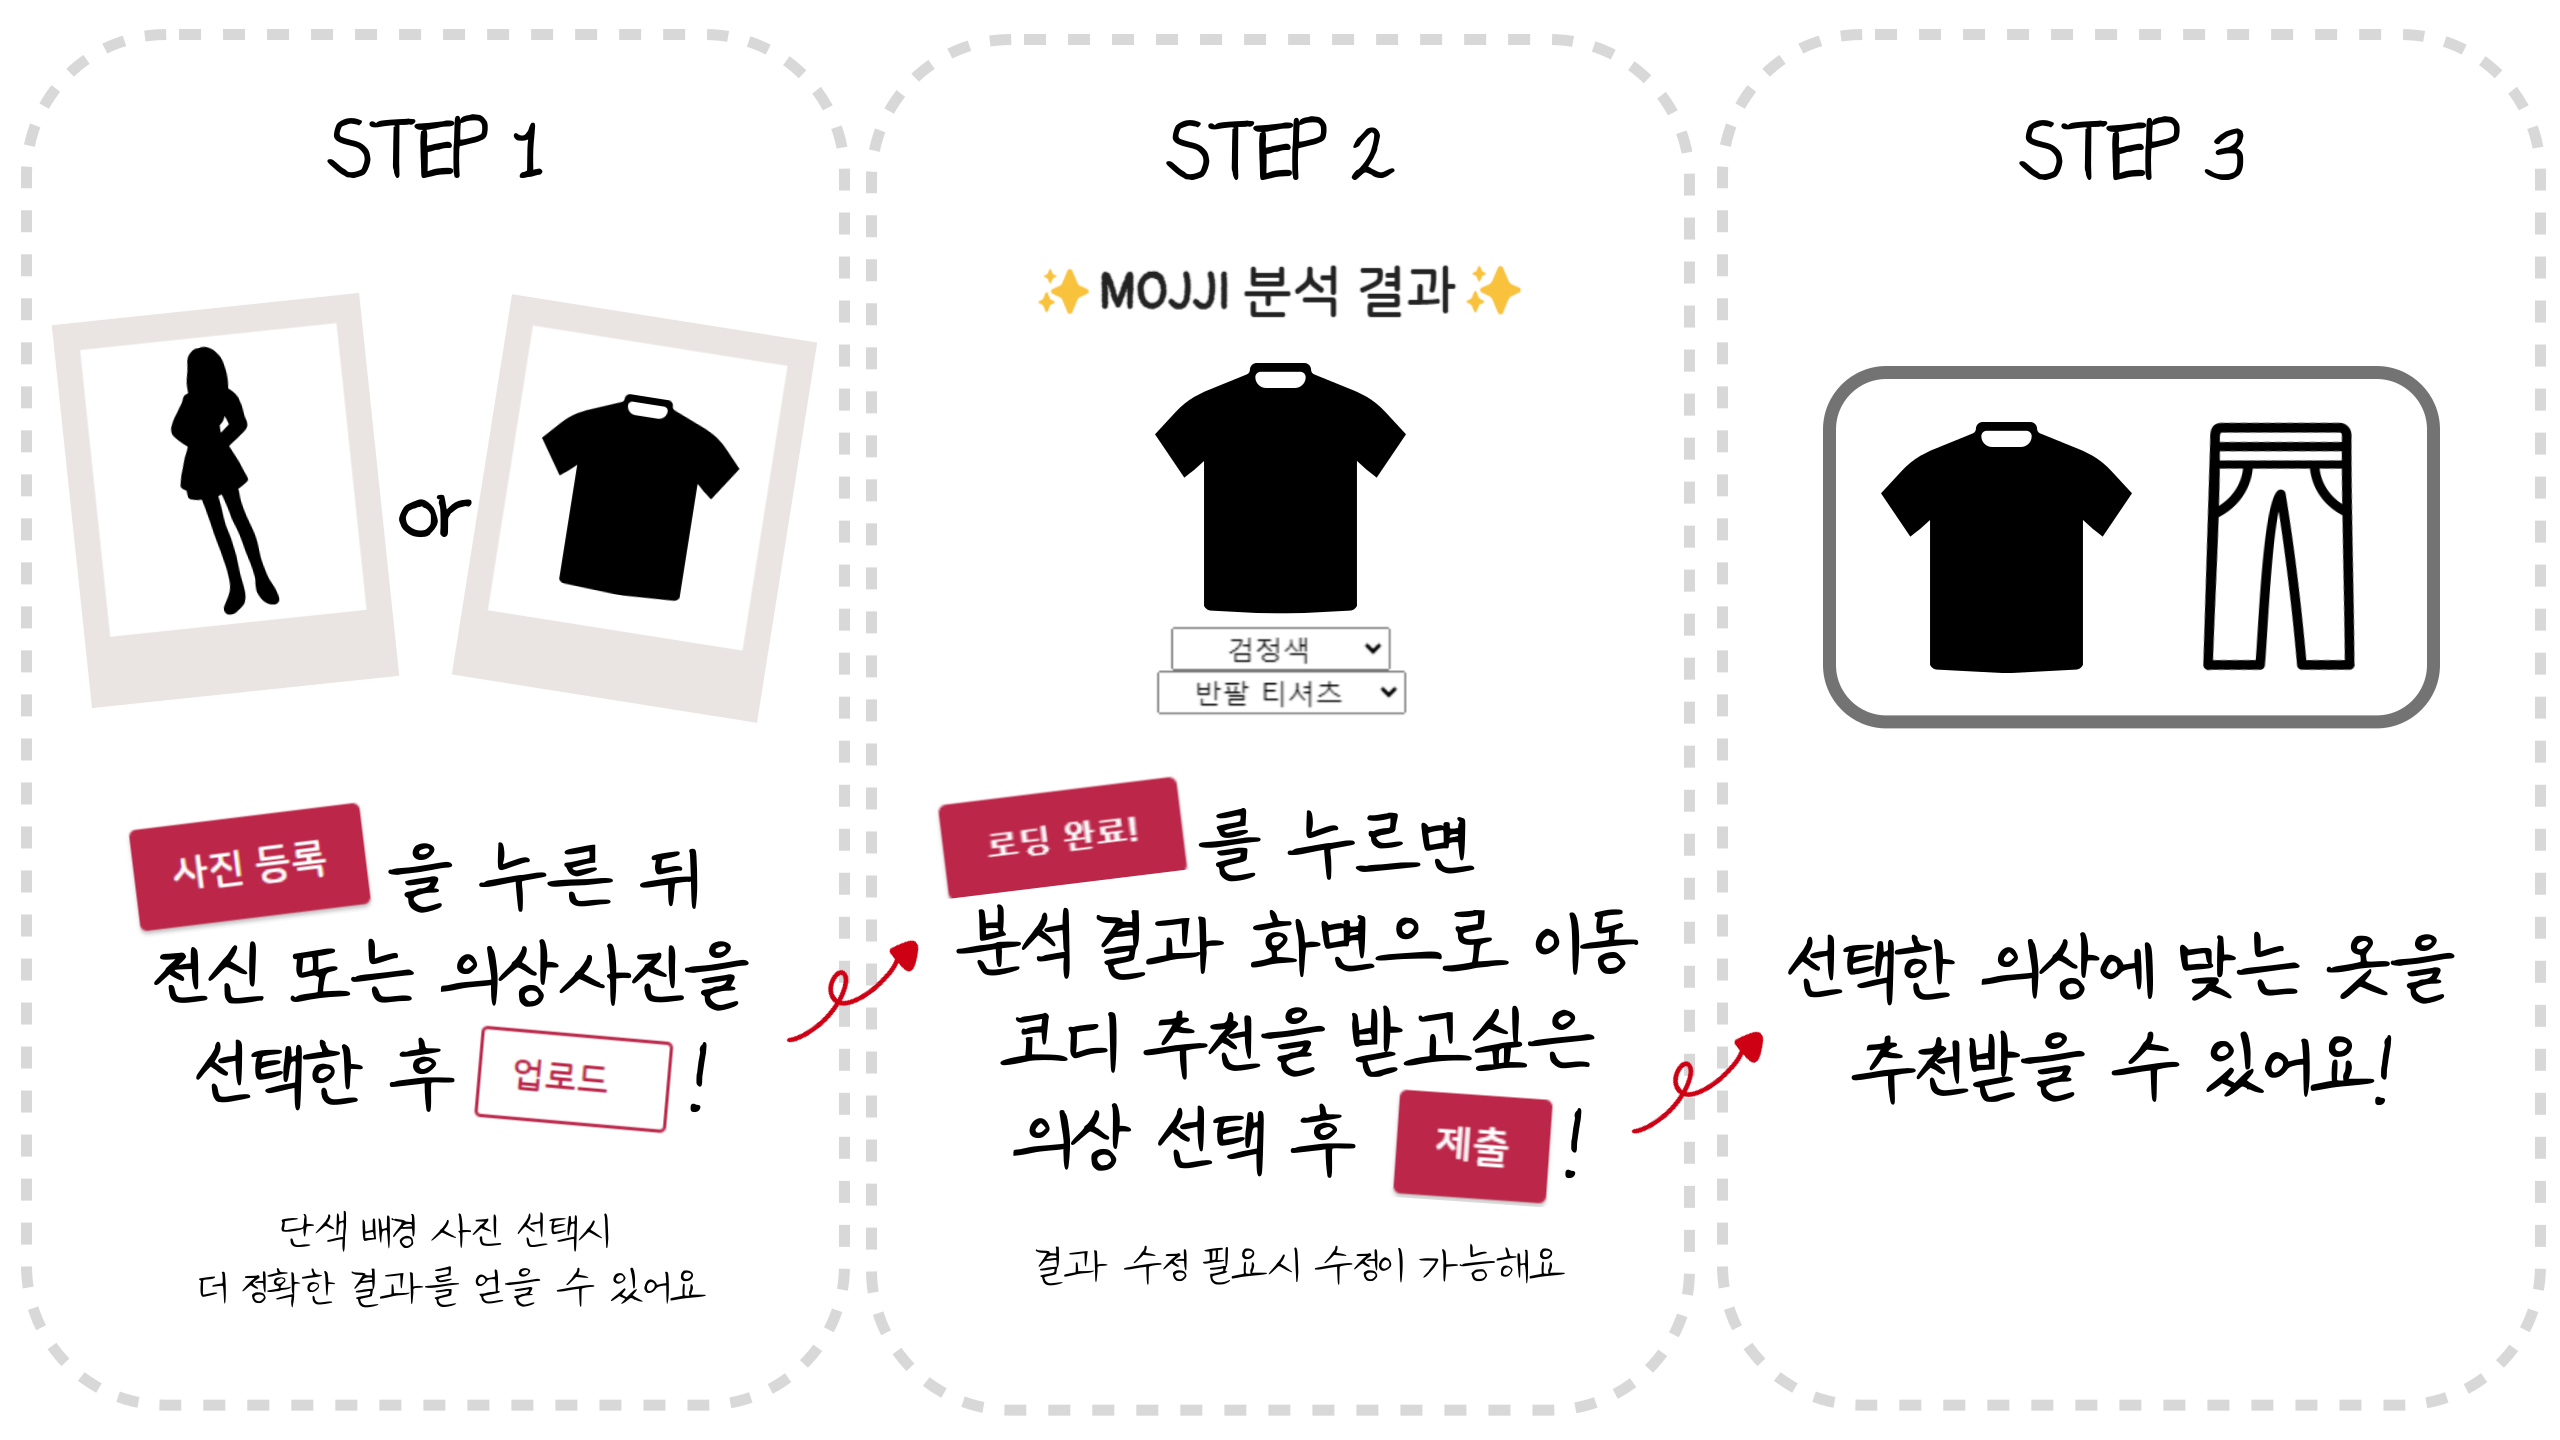 STEP 1
or
사진 등록 을 누른 뒤
전신 또는 의상사진을
선택한 후 업로드 !
단색 배경 사진 선택시
더 정확한 결과를 얻을 수 있어요
STEP 2
✨ MOJJI 분석 결과 ✨
검정색
반팔 티셔츠
로딩 완료! 를 누르면
분석 결과 화면으로 이동
코디 추천을 받고싶은
의상 선택 후 제출 !
결과 수정 필요시 수정이 가능해요
STEP 3
선택한 의상에 맞는 옷을
추천받을 수 있어요!